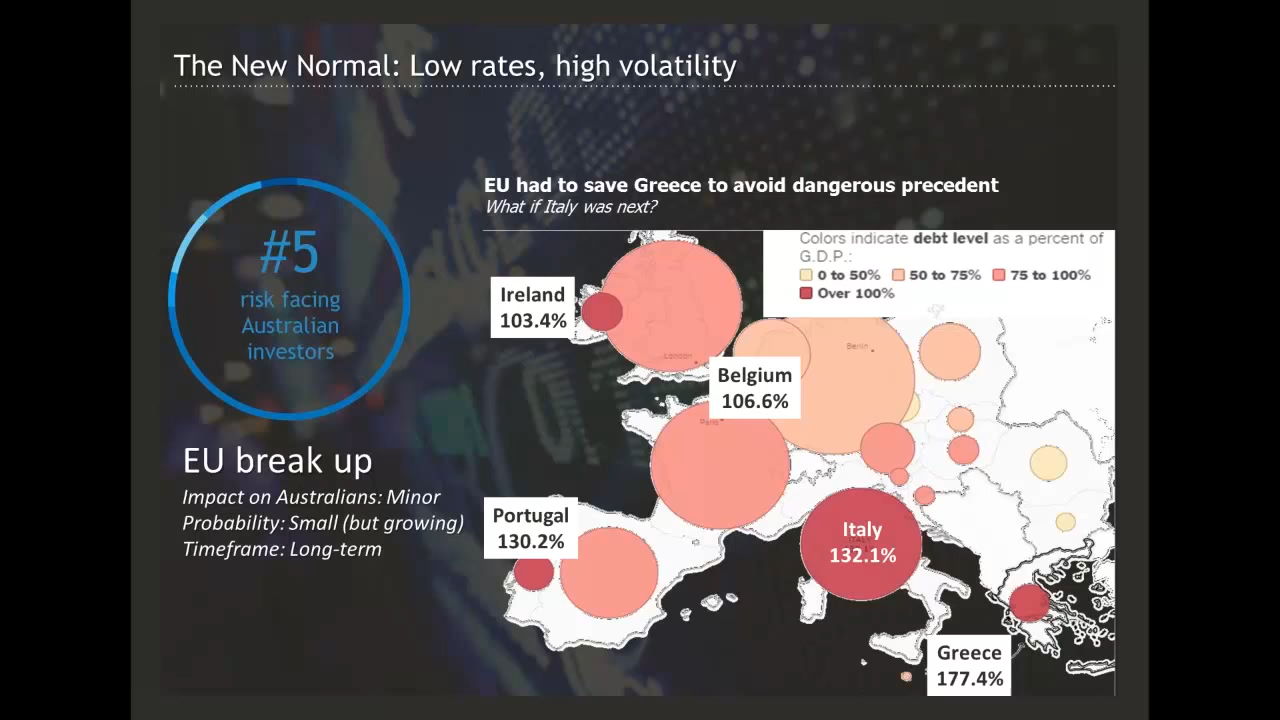 The New Normal: Low rates, high volatility
#5
risk facing
Australian
investors
EU break up
Impact on Australians: Minor
Probability: Small (but growing)
Timeframe: Long-term
EU had to save Greece to avoid dangerous precedent
What if Italy was next?
Colors indicate debt level as a percent of
G.D.P.:
0 to 50% 50 to 75% 75 to 100%
Over 100%
Ireland
103.4%
London
Berlin
Belgium
106.6%
Paris
Portugal
130.2%
Italy
132.1%
Greece
177.4%